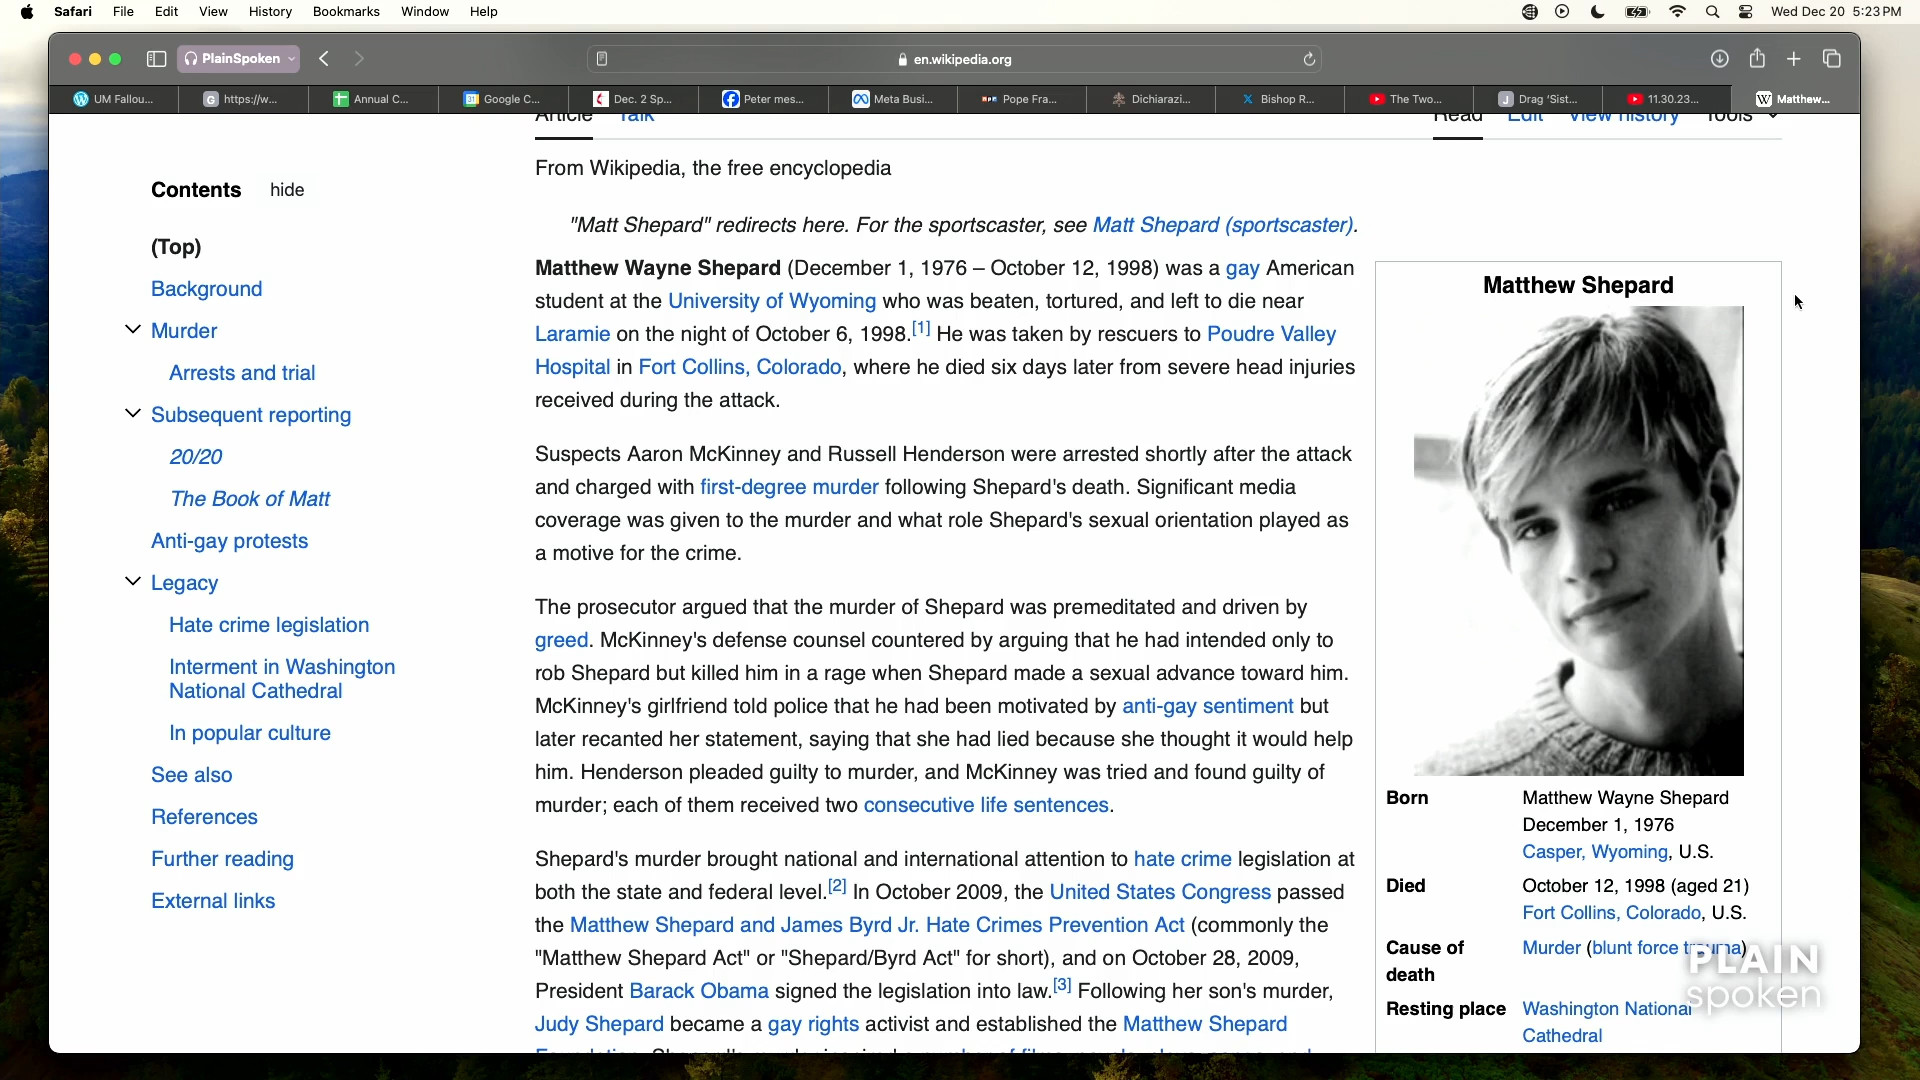 Safari File Edit View History Bookmarks Window Help
Wed Dec 20 5:23 PM
PlainSpoken
en.wikipedia.org
UM Fallou...
https://w...
Annual C...
Google C...
Dec. 2 Sp...
Peter mes...
Meta Busi...
Pope Fra...
Dichiarazi...
Bishop R...
The Two...
Drag ‘Sist...
11.30.23...
Matthew...
Article Talk
Read Edit View history Tools
From Wikipedia, the free encyclopedia
Contents hide
(Top)
Background
Murder
Arrests and trial
Subsequent reporting
20/20
The Book of Matt
Anti-gay protests
Legacy
Hate crime legislation
Interment in Washington
National Cathedral
In popular culture
See also
References
Further reading
External links
"Matt Shepard" redirects here. For the sportscaster, see Matt Shepard (sportscaster).
Matthew Wayne Shepard (December 1, 1976 – October 12, 1998) was a gay American
student at the University of Wyoming who was beaten, tortured, and left to die near
Laramie on the night of October 6, 1998.[1] He was taken by rescuers to Poudre Valley
Hospital in Fort Collins, Colorado, where he died six days later from severe head injuries
received during the attack.
Suspects Aaron McKinney and Russell Henderson were arrested shortly after the attack
and charged with first-degree murder following Shepard's death. Significant media
coverage was given to the murder and what role Shepard's sexual orientation played as
a motive for the crime.
The prosecutor argued that the murder of Shepard was premeditated and driven by
greed. McKinney's defense counsel countered by arguing that he had intended only to
rob Shepard but killed him in a rage when Shepard made a sexual advance toward him.
McKinney's girlfriend told police that he had been motivated by anti-gay sentiment but
later recanted her statement, saying that she had lied because she thought it would help
him. Henderson pleaded guilty to murder, and McKinney was tried and found guilty of
murder; each of them received two consecutive life sentences.
Shepard's murder brought national and international attention to hate crime legislation at
both the state and federal level.[2] In October 2009, the United States Congress passed
the Matthew Shepard and James Byrd Jr. Hate Crimes Prevention Act (commonly the
"Matthew Shepard Act" or "Shepard/Byrd Act" for short), and on October 28, 2009,
President Barack Obama signed the legislation into law.[3] Following her son's murder,
Judy Shepard became a gay rights activist and established the Matthew Shepard
Matthew Shepard
Born Matthew Wayne Shepard
December 1, 1976
Casper, Wyoming, U.S.
Died October 12, 1998 (aged 21)
Fort Collins, Colorado, U.S.
Cause of death Murder (blunt force trauma)
Resting place Washington National
Cathedral
PLAIN
spoken